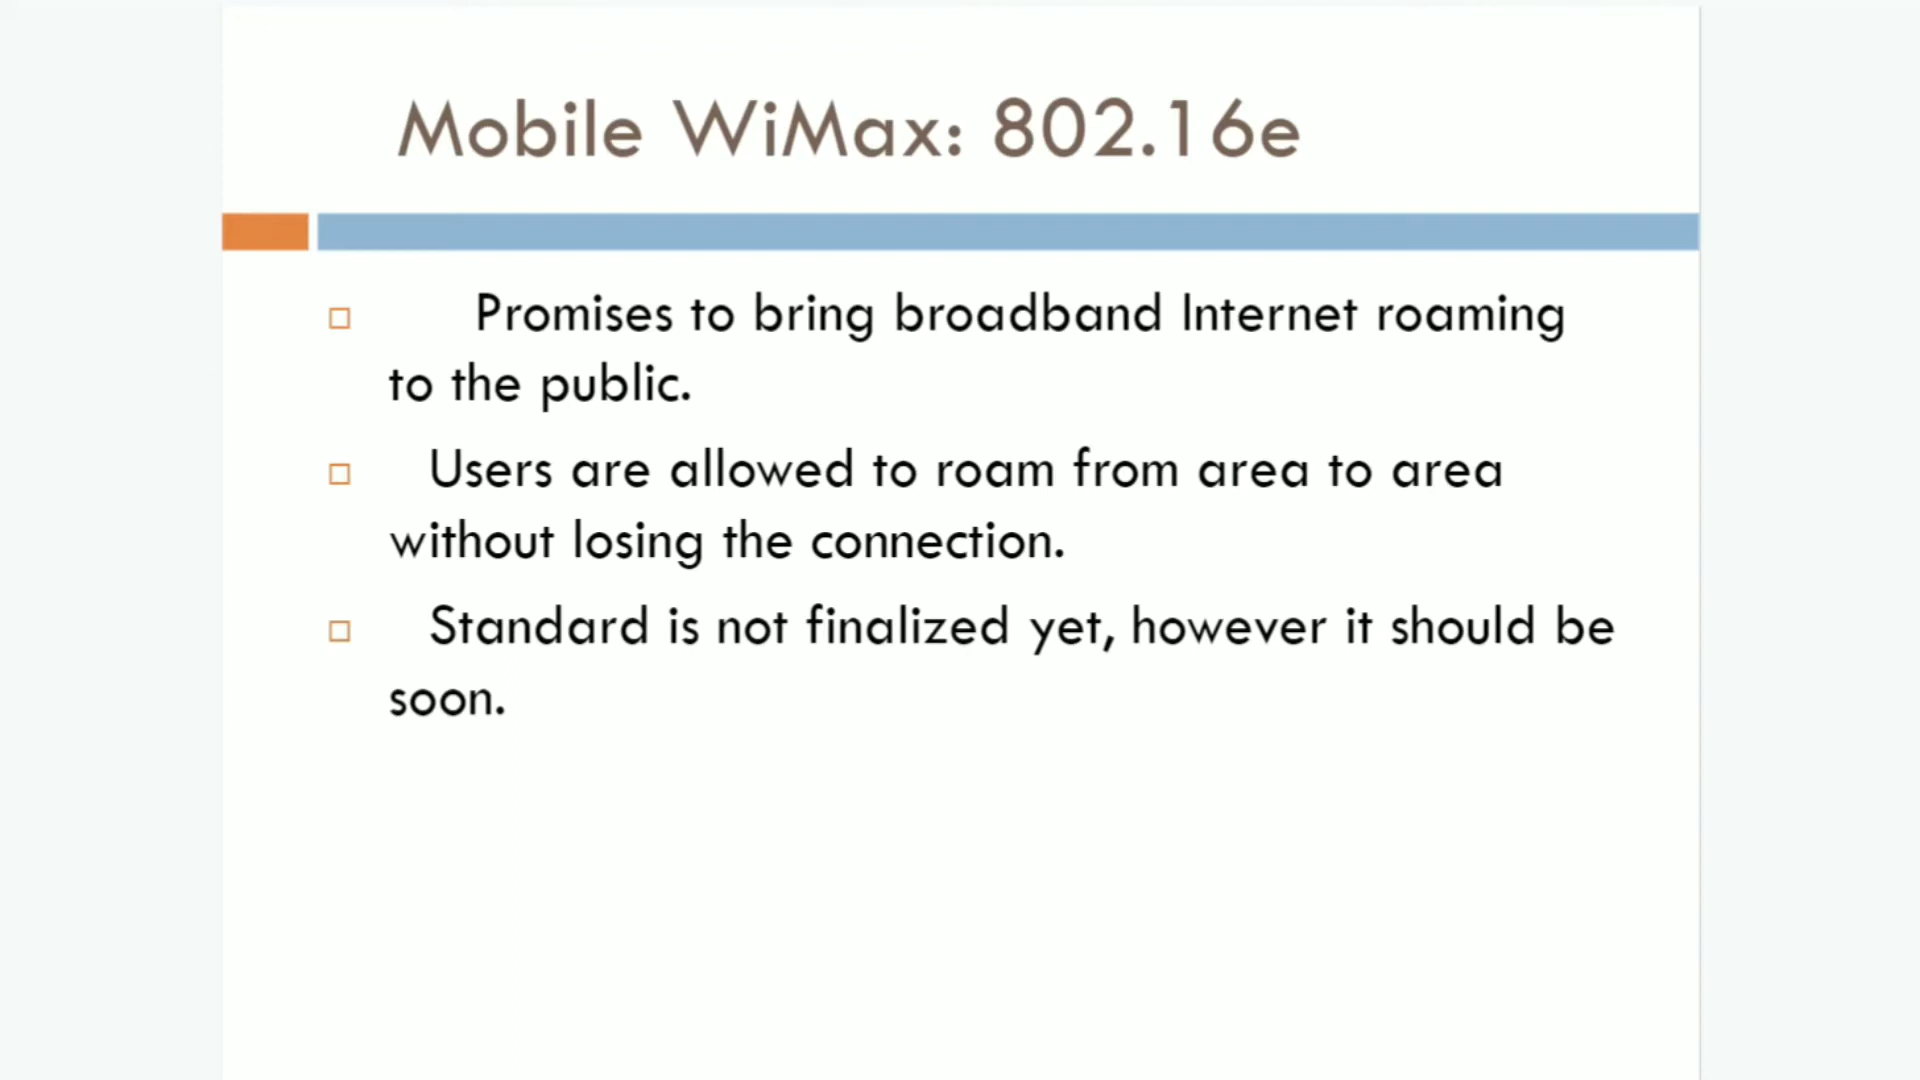 Mobile WiMax: 802.16e
Promises to bring broadband Internet roaming
to the public.
Users are allowed to roam from area to area
without losing the connection.
Standard is not finalized yet, however it should be
soon.